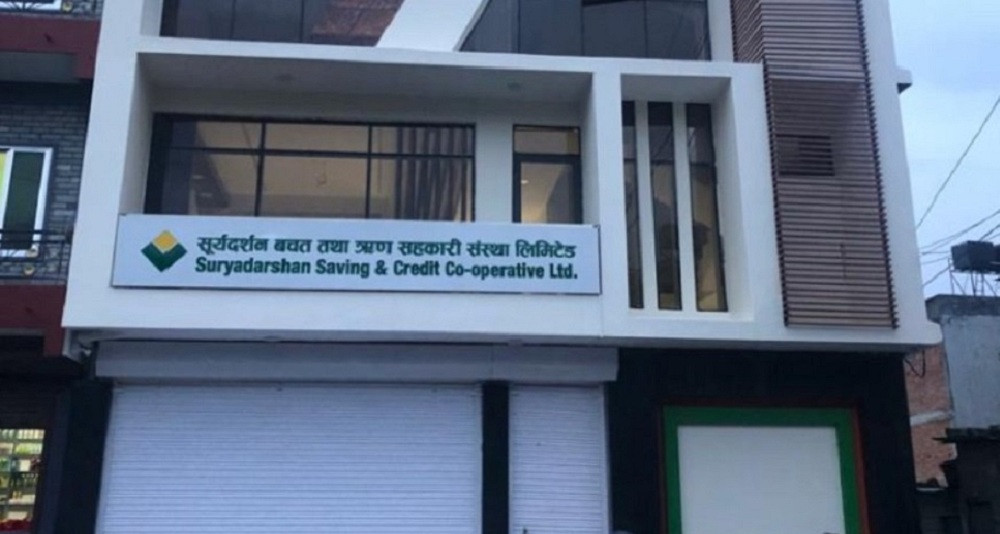 सूर्यदर्शन बचत तथा ऋण सहकारी संस्था लिमिटेड
Suryadarshan Saving & Credit Co-operative Ltd.